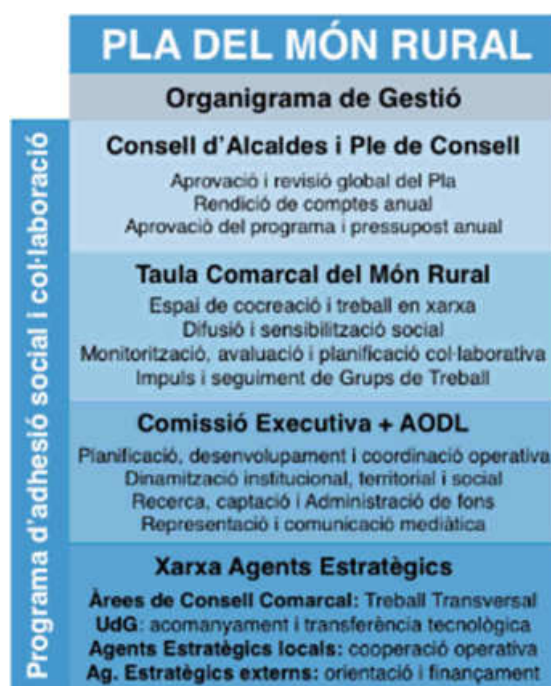 PLA DEL MÓN RURAL
Organigrama de Gestió
Programa d'adhesió social i col·laboració
Consell d'Alcaldes i Ple de Consell
Aprovació i revisió global del Pla
Rendició de comptes anual
Aprovació del programa i pressupost anual
Taula Comarcal del Món Rural
Espai de cocreació i treball en xarxa
Difusió i sensibilització social
Monitorització, avaluació i planificació col·laborativa
Impuls i seguiment de Grups de Treball
Comissió Executiva + AODL
Planificació, desenvolupament i coordinació operativa
Dinamització institucional, territorial i social
Recerca, captació i Administració de fons
Representació i comunicació mediàtica
Xarxa Agents Estratègics
Àrees de Consell Comarcal: Treball Transversal
UdG: acomanyament i transferència tecnològica
Agents Estratègics locals: cooperació operativa
Ag. Estratègics externs: orientació i finançament